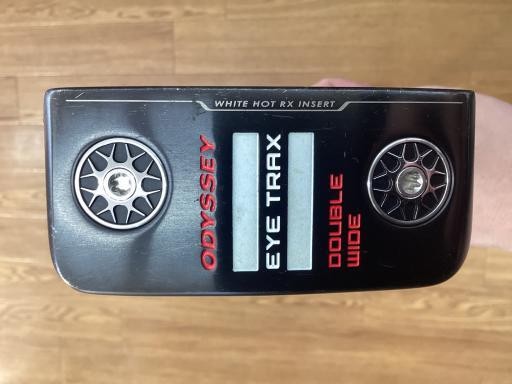 WHITE HOT RX INSERT
ODYSSEY
EYE TRAX
DOUBLE
WIDE